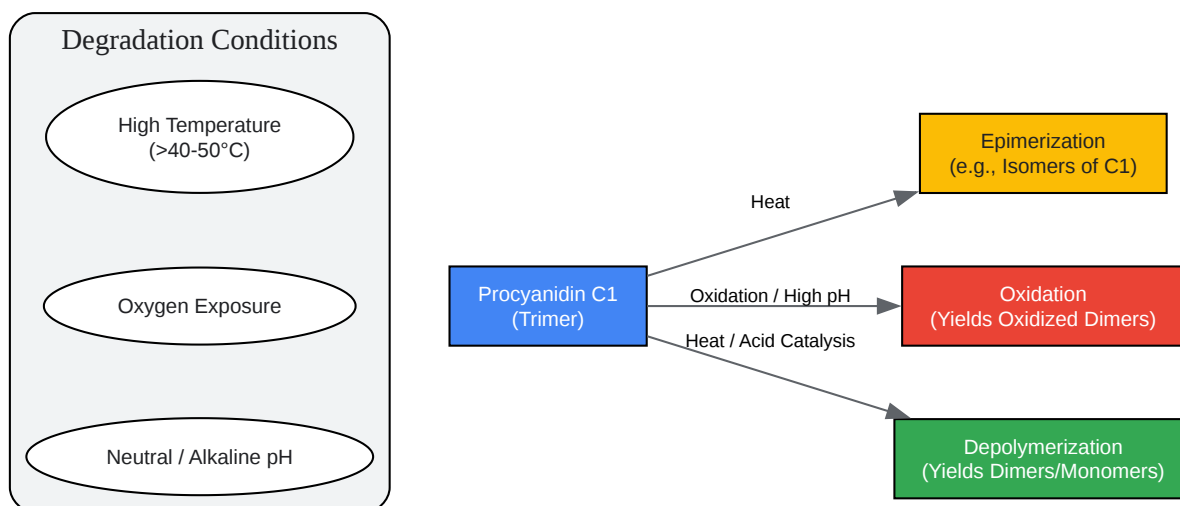 Degradation Conditions
High Temperature
(>40-50°C)
Oxygen Exposure
Neutral / Alkaline pH
Procyanidin C1
(Trimer)
Heat
Oxidation / High pH
Heat / Acid Catalysis
Epimerization
(e.g., Isomers of C1)
Oxidation
(Yields Oxidized Dimers)
Depolymerization
(Yields Dimers/Monomers)